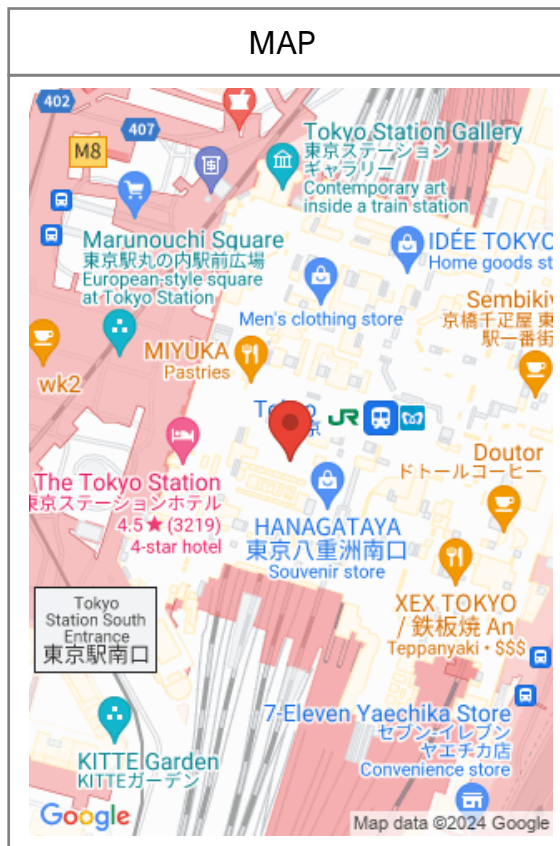 MAP
402
407
M8
Tokyo Station Gallery
東京ステーション
ギャラリー
Contemporary art
inside a train station
Marunouchi Square
東京駅丸の内駅前広場
European-style square
at Tokyo Station
IDÉE TOKYO
Home goods st
Men's clothing store
Sembikiy
京橋千疋屋 東
駅一番街
MIYUKA
Pastries
wk2
JR
Doutor
ドトールコーヒー
The Tokyo Station
東京ステーションホテル
4.5★(3219)
4-star hotel
HANAGATAYA
東京八重洲南口
Souvenir store
XEX TOKYO
/ 鉄板焼 An
Teppanyaki • $$$
Tokyo
Station South
Entrance
東京駅南口
7-Eleven Yaechika Store
セブン-イレブン
ヤエチカ店
Convenience store
KITTE Garden
KITTEガーデン
Google
Map data ©2024 Google